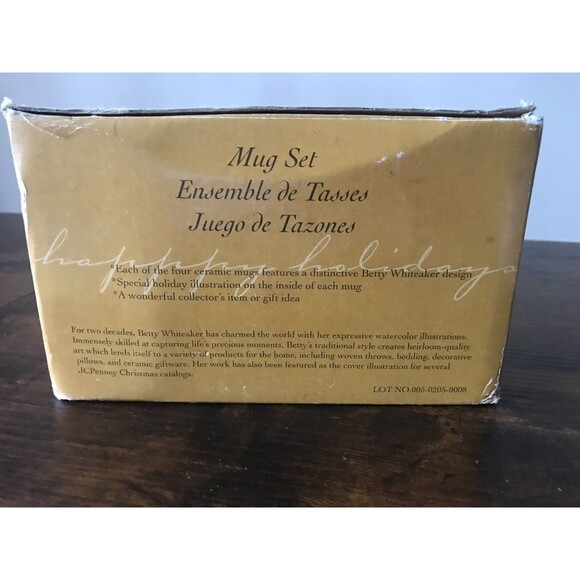 Mug Set
Ensemble de Tasses
Juego de Tazones
happy holidays
*Each of the four ceramic mugs features a distinctive Betty Whiteaker design
*Special holiday illustration on the inside of each mug
*A wonderful collector's item or gift idea
For two decades, Betty Whiteaker has charmed the world with her expressive watercolor illustrations.
Immensely skilled at capturing life's precious moments, Betty's traditional style creates heirloom-quality
art which lends itself to a variety of products for the home, including woven throws, bedding, decorative
pillows, and ceramic giftware. Her work has also been featured as the cover illustration for several
JCPenney Christmas catalogs.
LOT NO.005-0205-0008